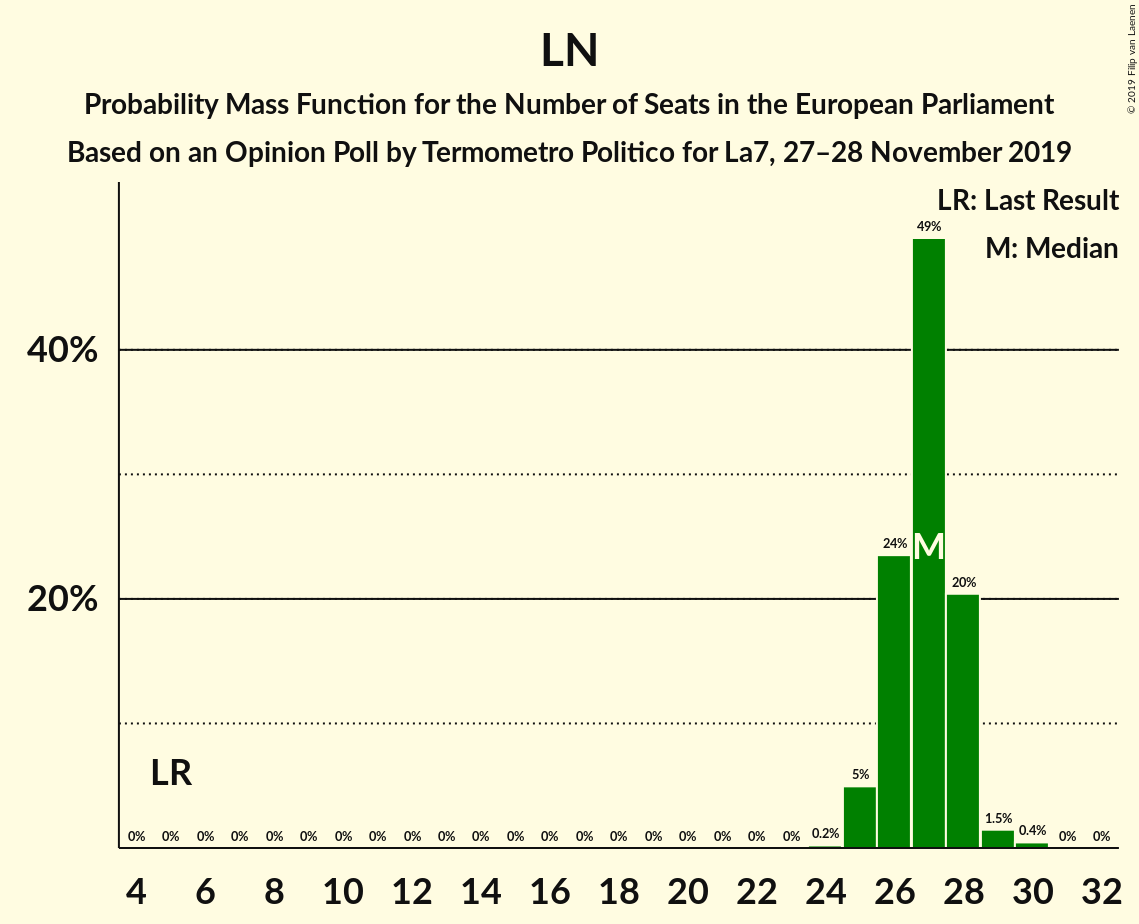 LN
Probability Mass Function for the Number of Seats in the European Parliament
Based on an Opinion Poll by Termometro Politico for La7, 27–28 November 2019
© 2019 Filip van Laenen
LR: Last Result
M: Median
49%
40%
24%
M
20%
20%
LR
5%
0% 0% 0% 0% 0% 0% 0% 0% 0% 0% 0% 0% 0% 0% 0% 0% 0% 0% 0% 0% 0.2% 1.5% 0.4% 0% 0%
4 6 8 10 12 14 16 18 20 22 24 26 28 30 32